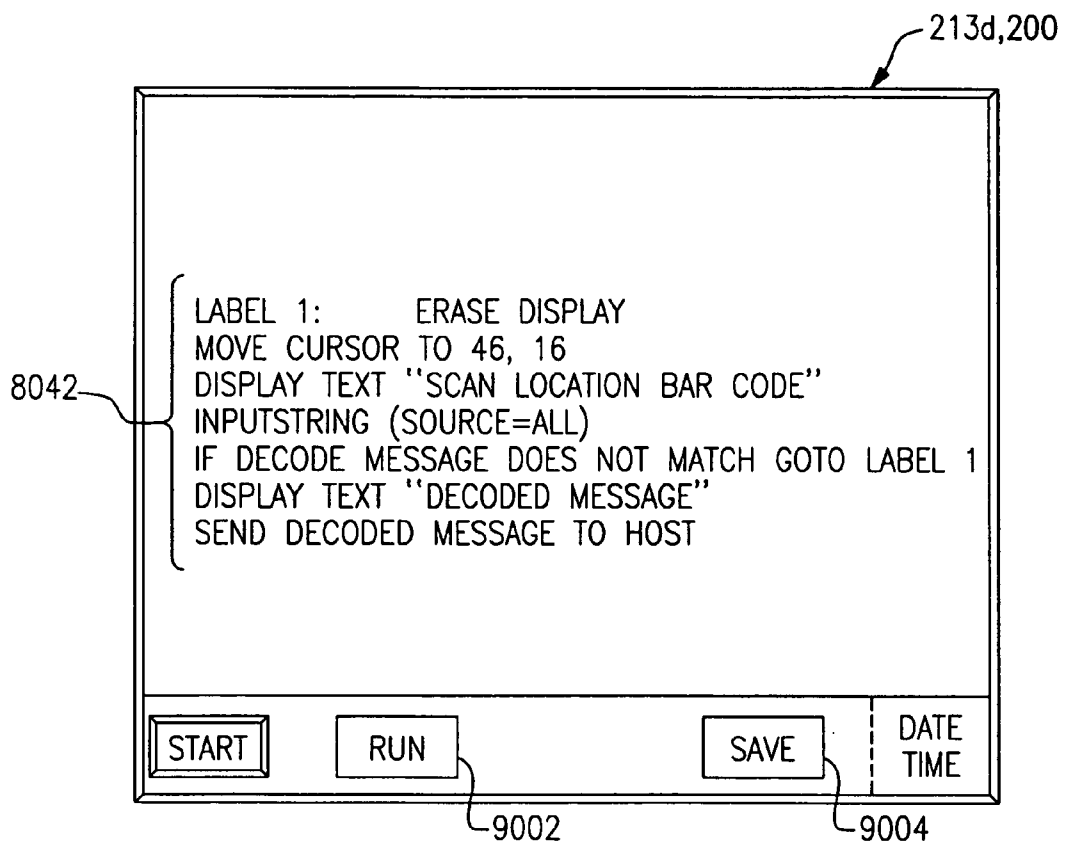 213d,200
LABEL 1: ERASE DISPLAY
MOVE CURSOR TO 46, 16
DISPLAY TEXT "SCAN LOCATION BAR CODE"
8042
INPUTSTRING (SOURCE=ALL)
IF DECODE MESSAGE DOES NOT MATCH GOTO LABEL 1
DISPLAY TEXT "DECODED MESSAGE"
SEND DECODED MESSAGE TO HOST
START
RUN
SAVE
DATE
TIME
9002
9004